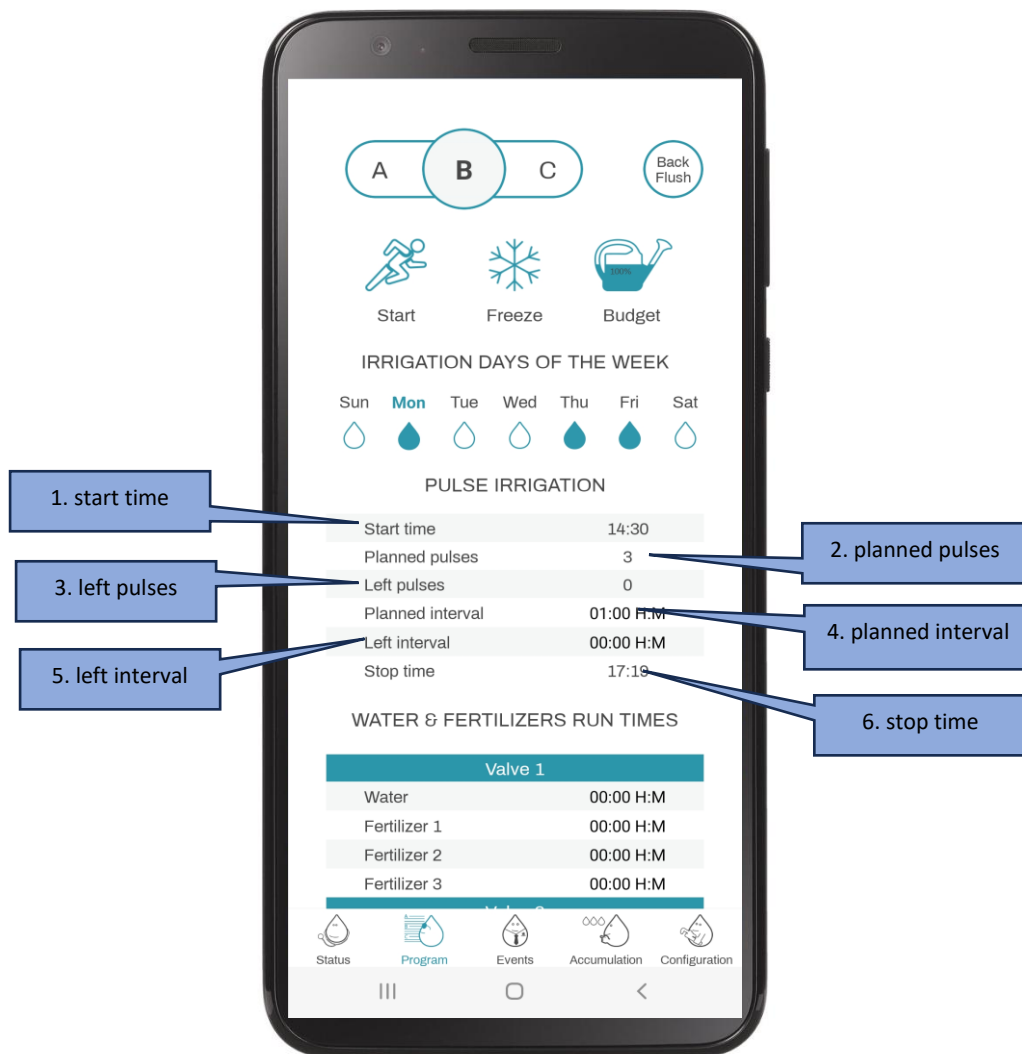 A B C Back
Flush
100%
Start Freeze Budget
IRRIGATION DAYS OF THE WEEK
Sun Mon Tue Wed Thu Fri Sat
PULSE IRRIGATION
1. start time
Start time 14:30
Planned pulses 3
2. planned pulses
3. left pulses
Left pulses 0
Planned interval 01:00 H:M
4. planned interval
Left interval 00:00 H:M
5. left interval
Stop time 17:19
6. stop time
WATER & FERTILIZERS RUN TIMES
Valve 1
Water 00:00 H:M
Fertilizer 1 00:00 H:M
Fertilizer 2 00:00 H:M
Fertilizer 3 00:00 H:M
Status Program Events Accumulation Configuration